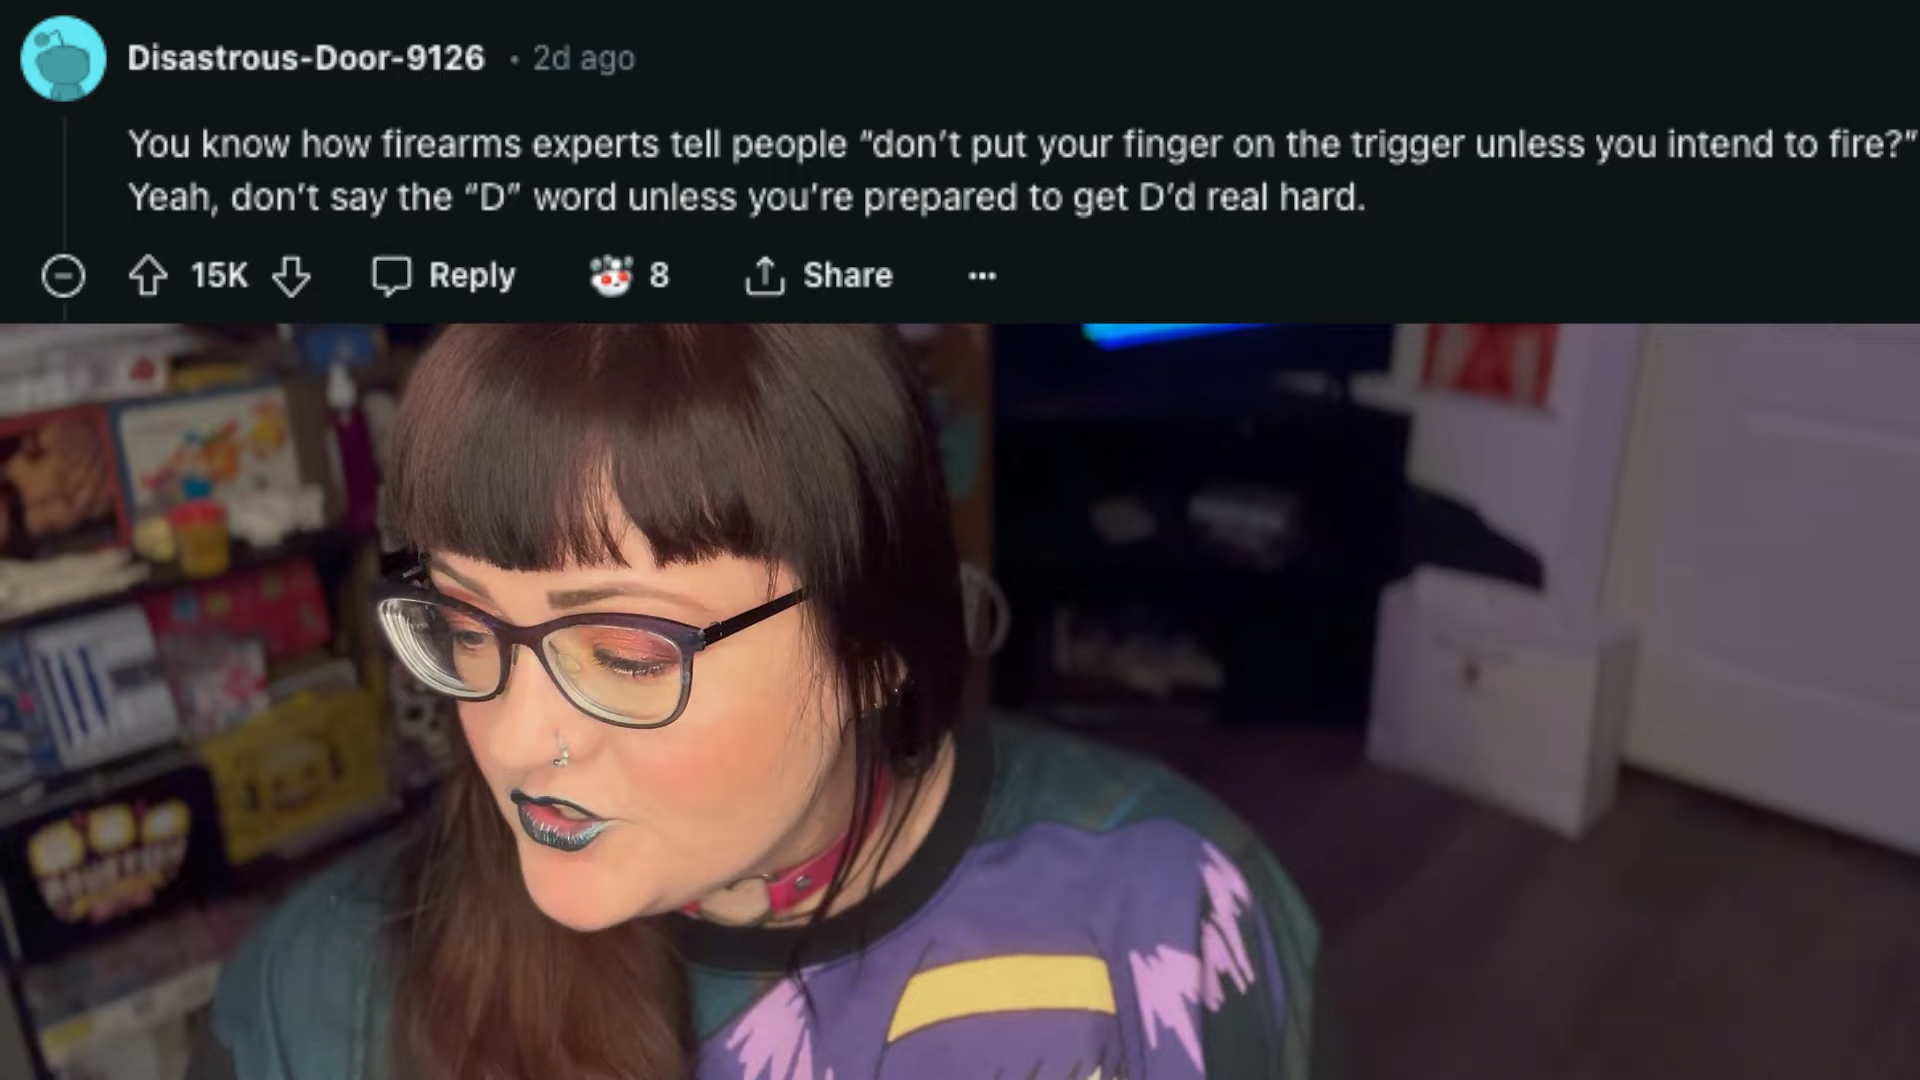 Disastrous-Door-9126 • 2d ago
You know how firearms experts tell people “don’t put your finger on the trigger unless you intend to fire?”
Yeah, don’t say the “D” word unless you’re prepared to get D’d real hard.
15K Reply 8 Share ...